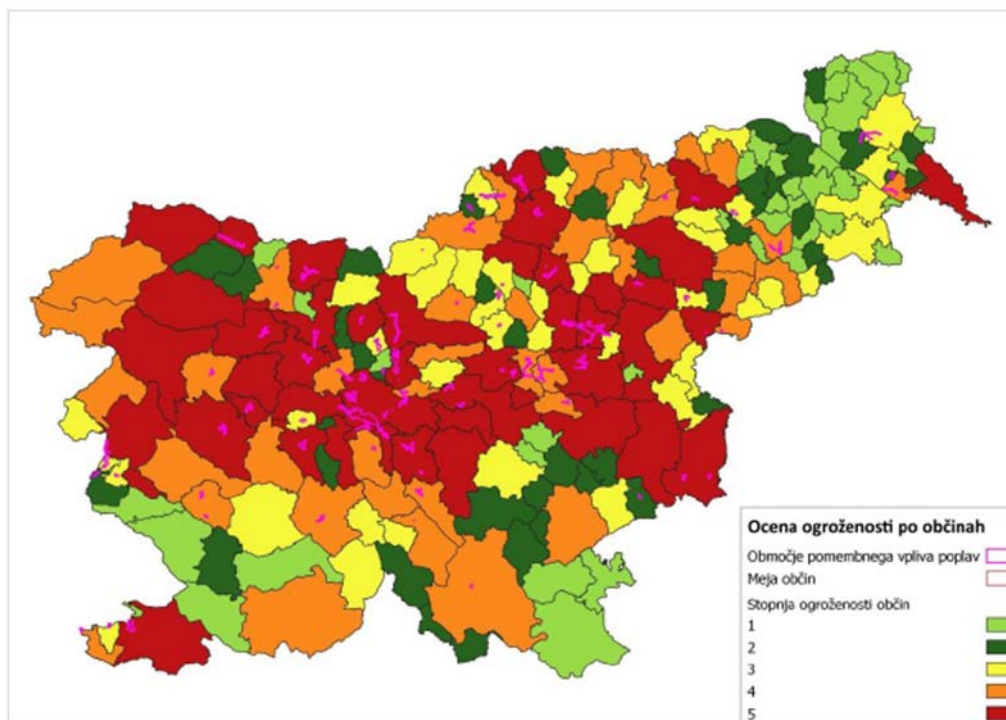 Ocena ogroženosti po občinah
Območje pomembnega vpliva poplav
Meja občin
Stopnja ogroženosti občin
1
2
3
4
5